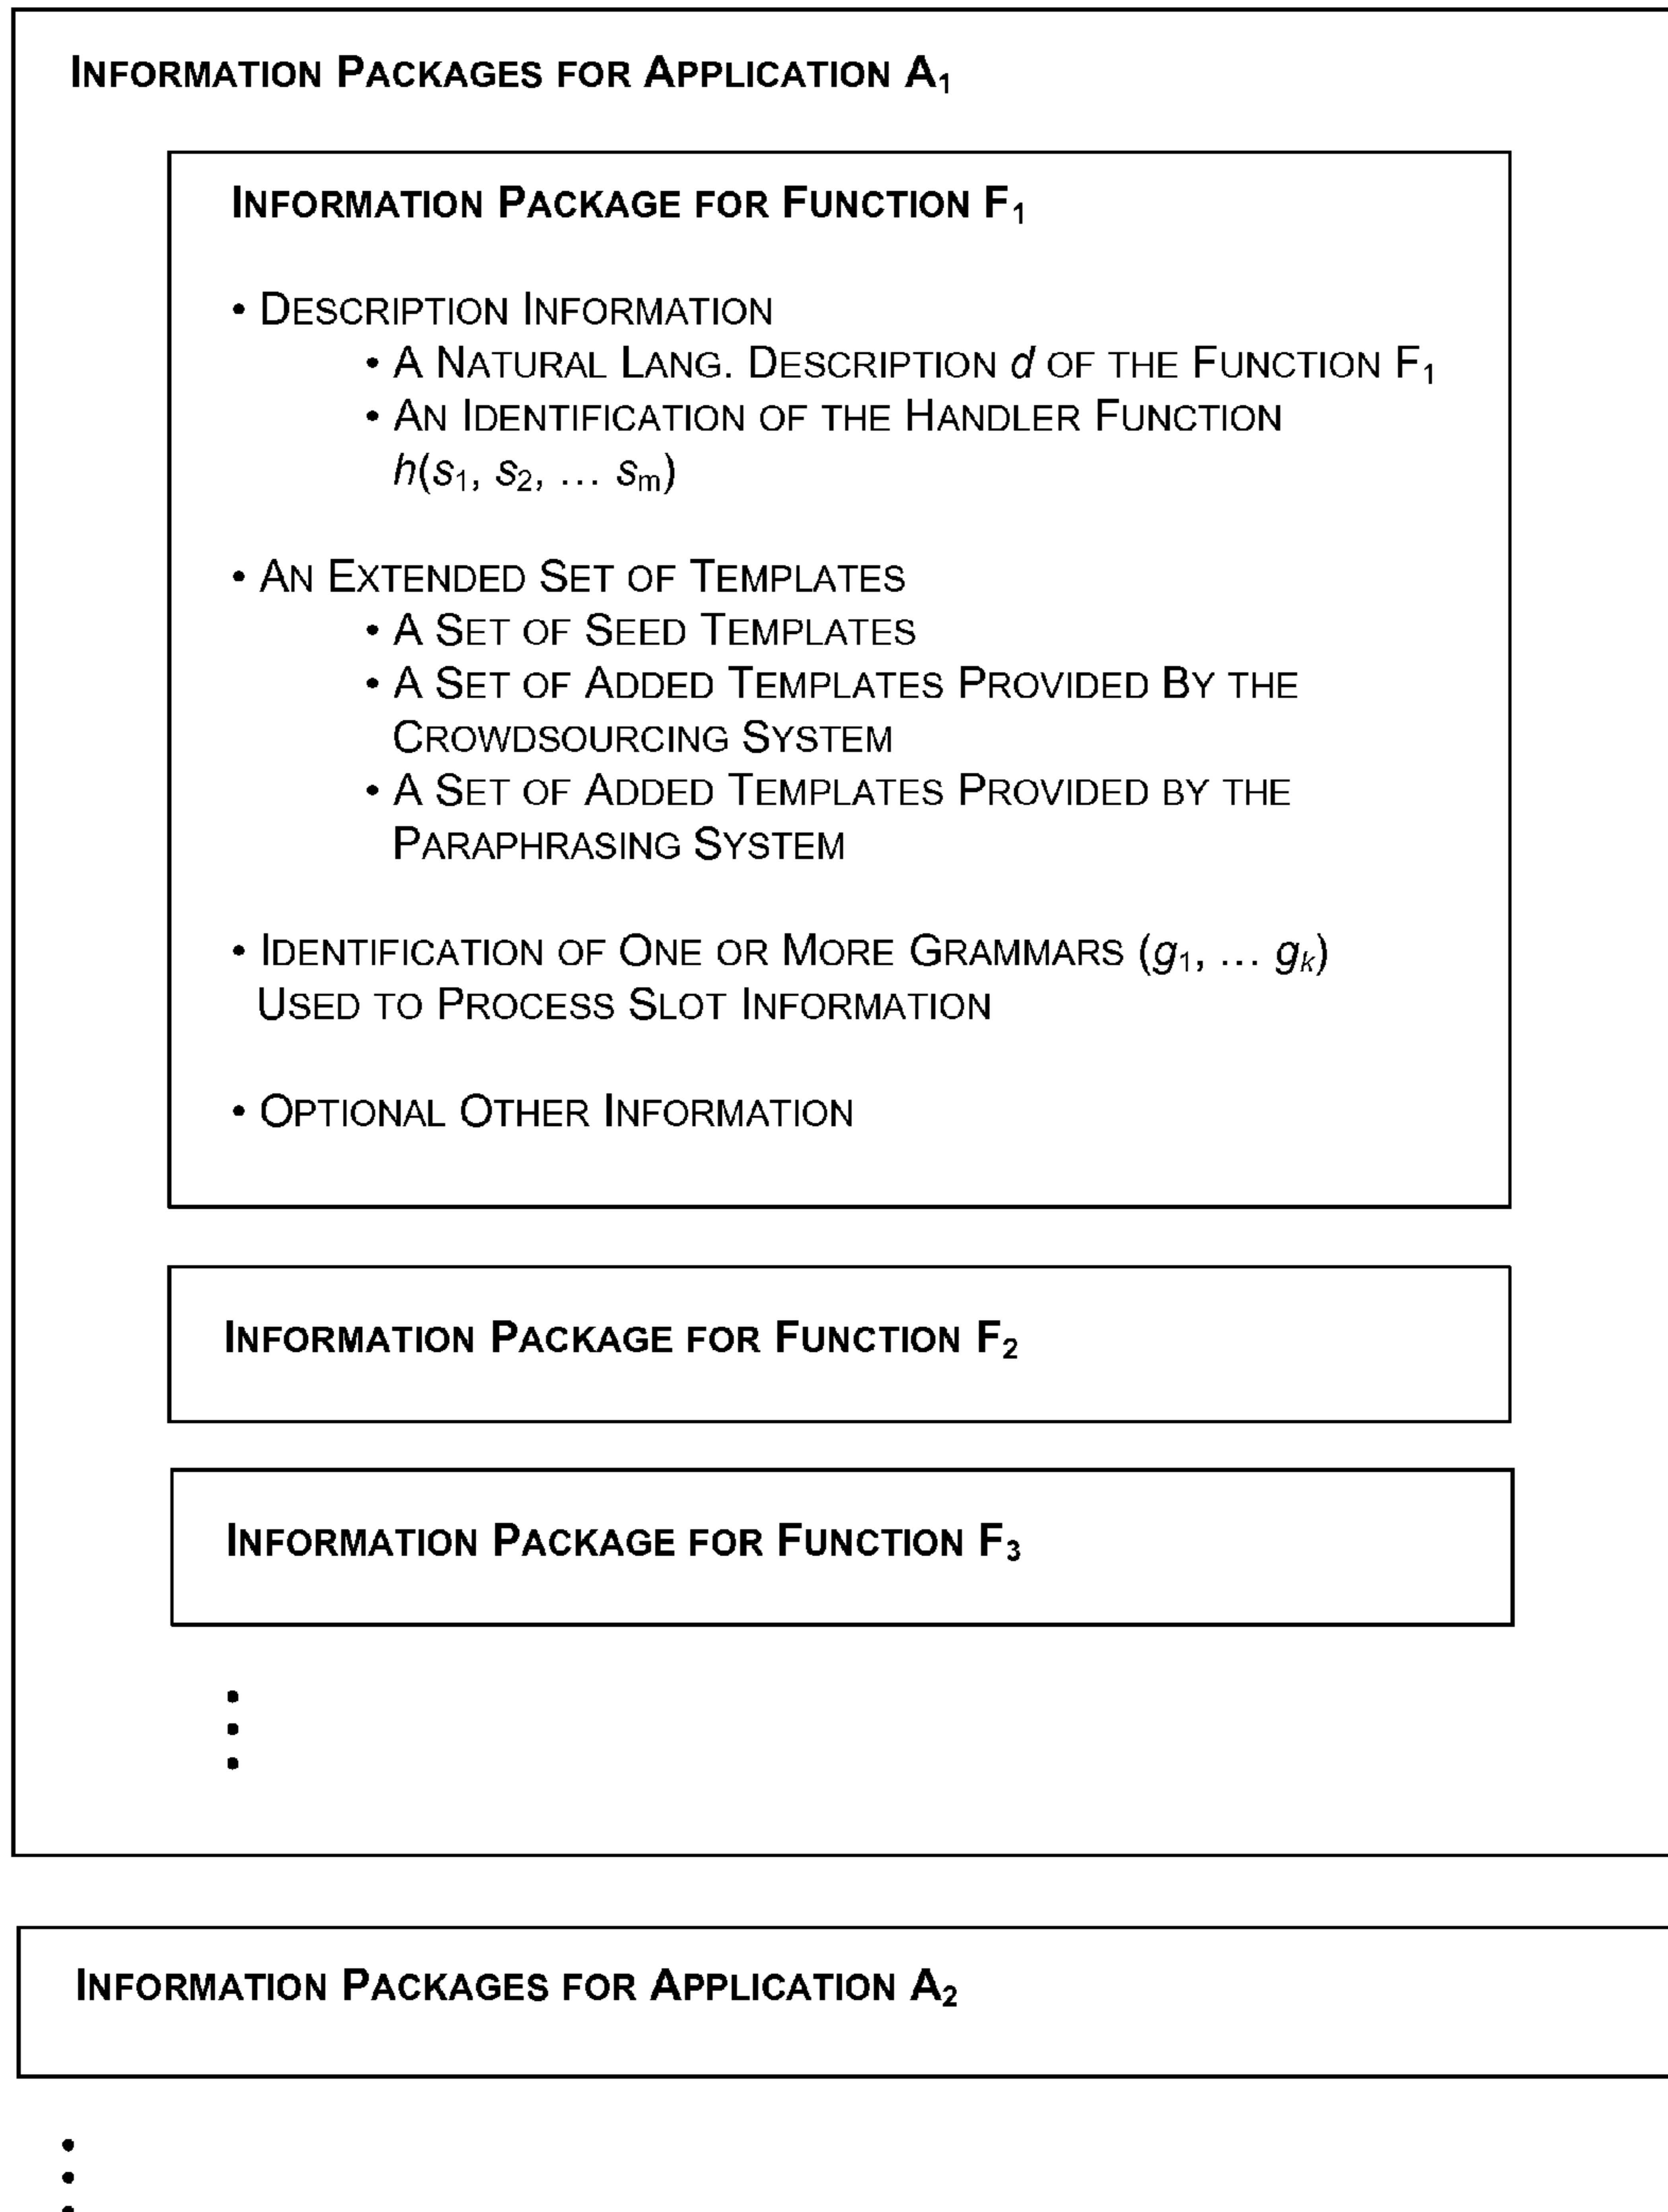 INFORMATION PACKAGES FOR APPLICATION A₁
INFORMATION PACKAGE FOR FUNCTION F₁
• DESCRIPTION INFORMATION
• A NATURAL LANG. DESCRIPTION d OF THE FUNCTION F₁
• AN IDENTIFICATION OF THE HANDLER FUNCTION
h(s₁, s₂, … sₘ)
• AN EXTENDED SET OF TEMPLATES
• A SET OF SEED TEMPLATES
• A SET OF ADDED TEMPLATES PROVIDED BY THE
CROWDSOURCING SYSTEM
• A SET OF ADDED TEMPLATES PROVIDED BY THE
PARAPHRASING SYSTEM
• IDENTIFICATION OF ONE OR MORE GRAMMARS (g₁, … gₖ)
USED TO PROCESS SLOT INFORMATION
• OPTIONAL OTHER INFORMATION
INFORMATION PACKAGE FOR FUNCTION F₂
INFORMATION PACKAGE FOR FUNCTION F₃
INFORMATION PACKAGES FOR APPLICATION A₂